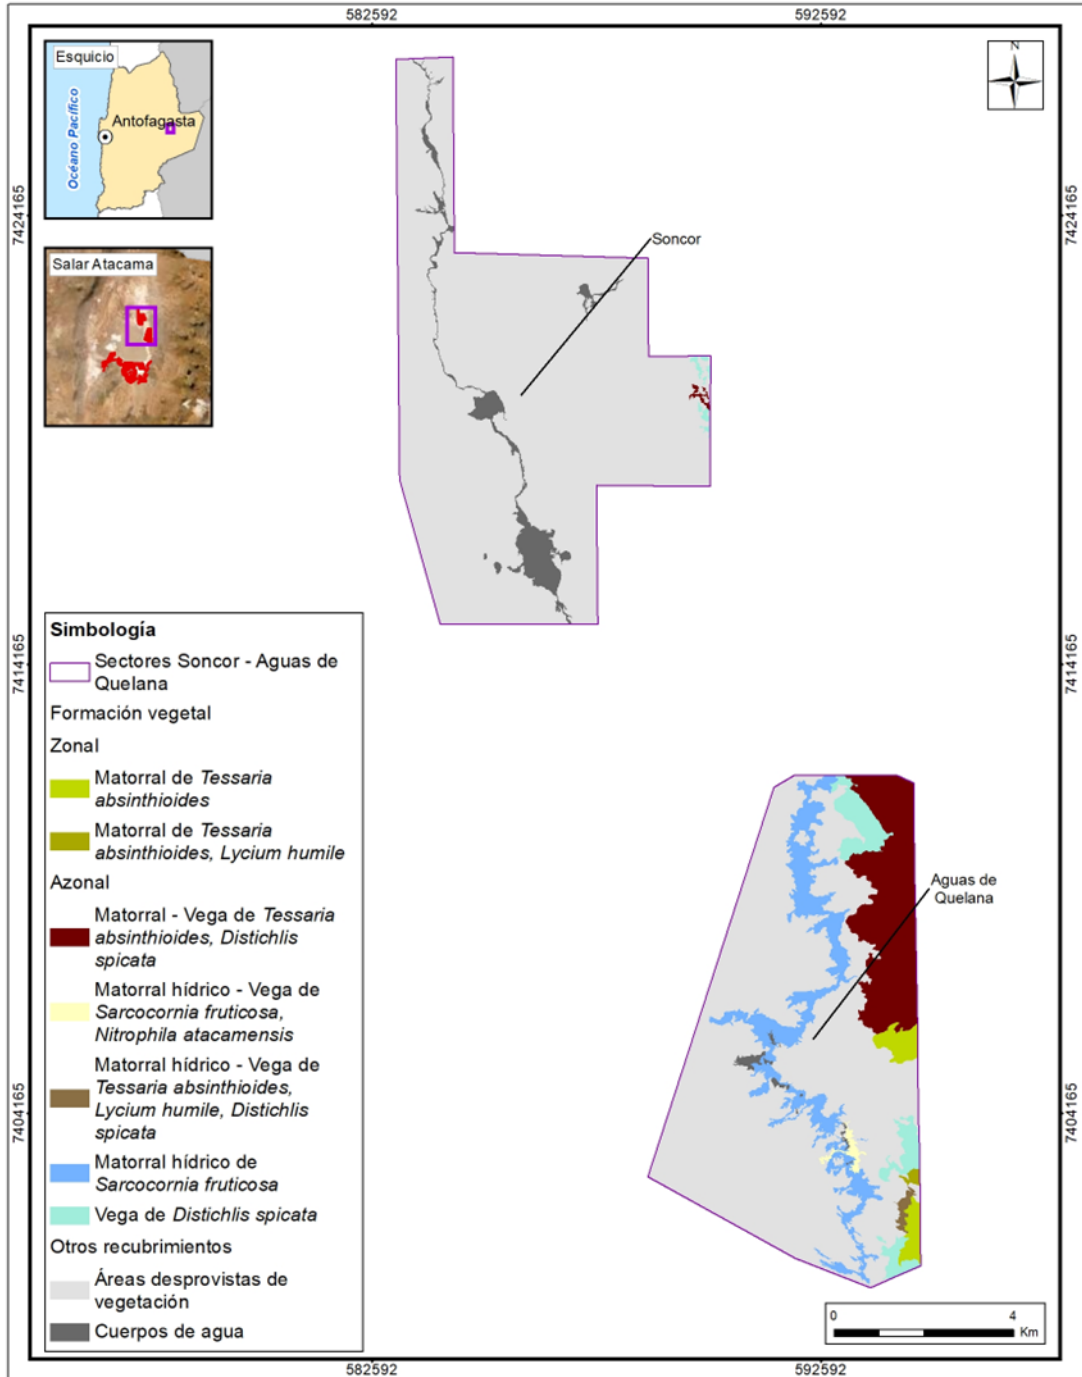 582592
592592
Esquicio
Océano Pacífico
Antofagasta
N
7424165
7424165
Salar Atacama
Soncor
Simbología
Sectores Soncor - Aguas de
Quelana
Formación vegetal
Zonal
Matorral de Tessaria
absinthioides
Matorral de Tessaria
absinthioides, Lycium humile
Azonal
Matorral - Vega de Tessaria
absinthioides, Distichlis
spicata
Matorral hídrico - Vega de
Sarcocornia fruticosa,
Nitrophila atacamensis
Matorral hídrico - Vega de
Tessaria absinthioides,
Lycium humile, Distichlis
spicata
Matorral hídrico de
Sarcocornia fruticosa
Vega de Distichlis spicata
Otros recubrimientos
Áreas desprovistas de
vegetación
Cuerpos de agua
7414165
7414165
Aguas de
Quelana
7404165
7404165
0 4
Km
582592
592592